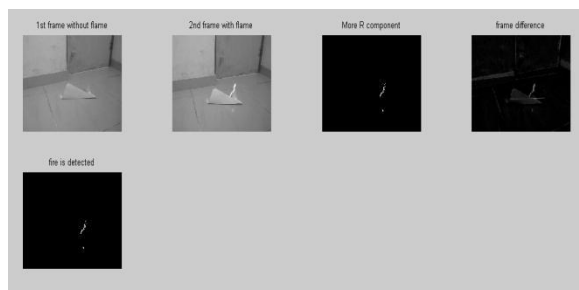 1st frame without flame
2nd frame with flame
More R component
frame difference
fire is detected